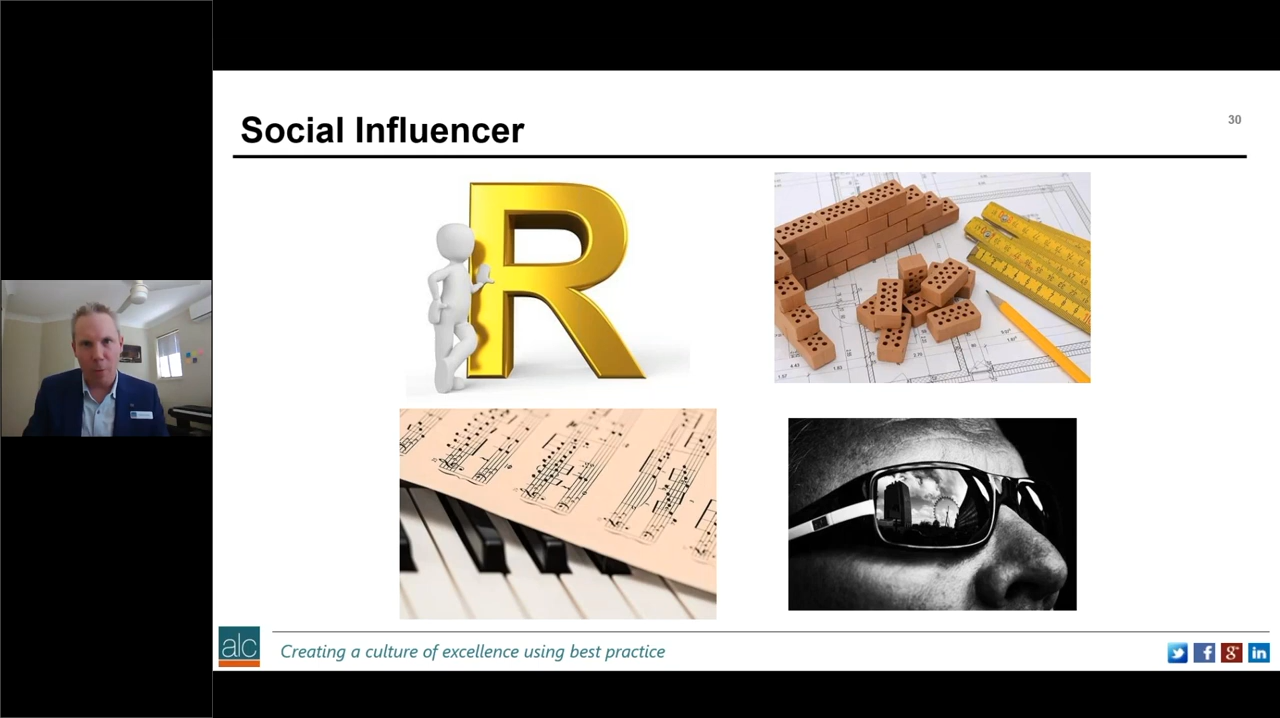 Social Influencer
30
R
alc
Creating a culture of excellence using best practice